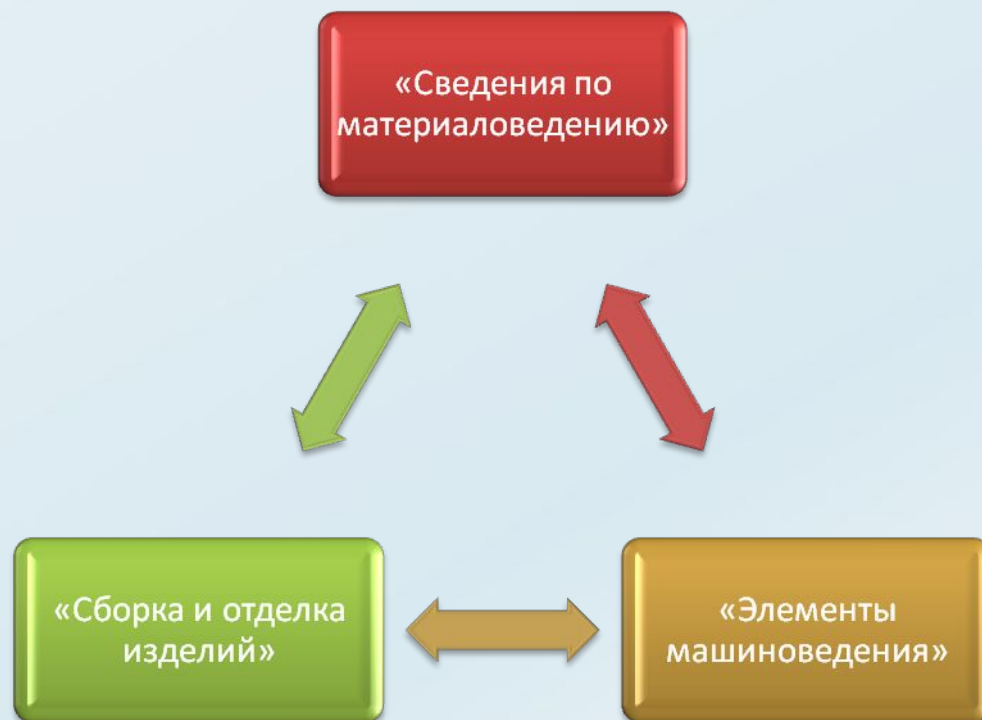 «Сведения по
материаловедению»
«Сборка и отделка
изделий»
«Элементы
машиноведения»